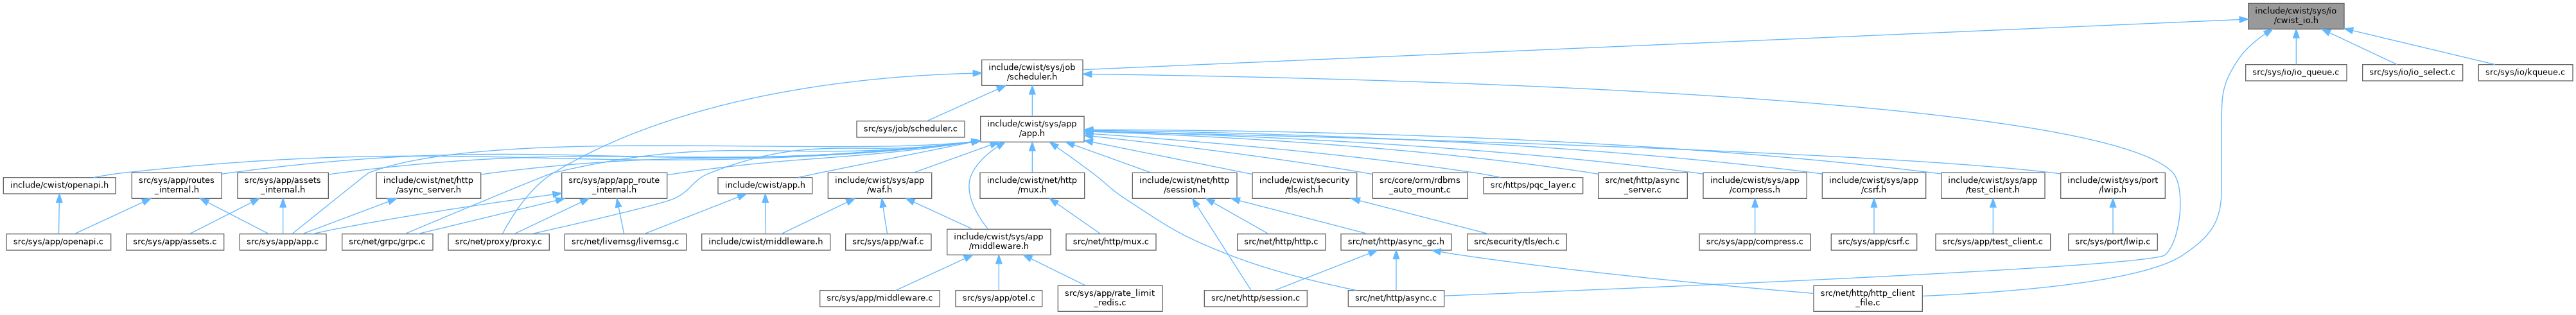 include/cwist/sys/io
/cwist_io.h
include/cwist/sys/job
/scheduler.h
src/sys/io/io_queue.c
src/sys/io/io_select.c
src/sys/io/kqueue.c
src/sys/job/scheduler.c
include/cwist/sys/app
/app.h
include/cwist/openapi.h
src/sys/app/routes
_internal.h
src/sys/app/assets
_internal.h
include/cwist/net/http
/async_server.h
src/sys/app/app_route
_internal.h
include/cwist/app.h
include/cwist/sys/app
/waf.h
include/cwist/net/http
/mux.h
include/cwist/net/http
/session.h
include/cwist/security
/tls/ech.h
src/core/orm/rdbms
_auto_mount.c
src/https/pqc_layer.c
src/net/http/async
_server.c
include/cwist/sys/app
/compress.h
include/cwist/sys/app
/csrf.h
include/cwist/sys/app
/test_client.h
include/cwist/sys/port
/lwip.h
src/sys/app/openapi.c
src/sys/app/assets.c
src/sys/app/app.c
src/net/grpc/grpc.c
src/net/proxy/proxy.c
src/net/livemsg/livemsg.c
include/cwist/middleware.h
src/sys/app/waf.c
include/cwist/sys/app
/middleware.h
src/net/http/mux.c
src/net/http/http.c
src/net/http/async_gc.h
src/security/tls/ech.c
src/sys/app/compress.c
src/sys/app/csrf.c
src/sys/app/test_client.c
src/sys/port/lwip.c
src/sys/app/middleware.c
src/sys/app/otel.c
src/sys/app/rate_limit
_redis.c
src/net/http/session.c
src/net/http/async.c
src/net/http/http_client
_file.c